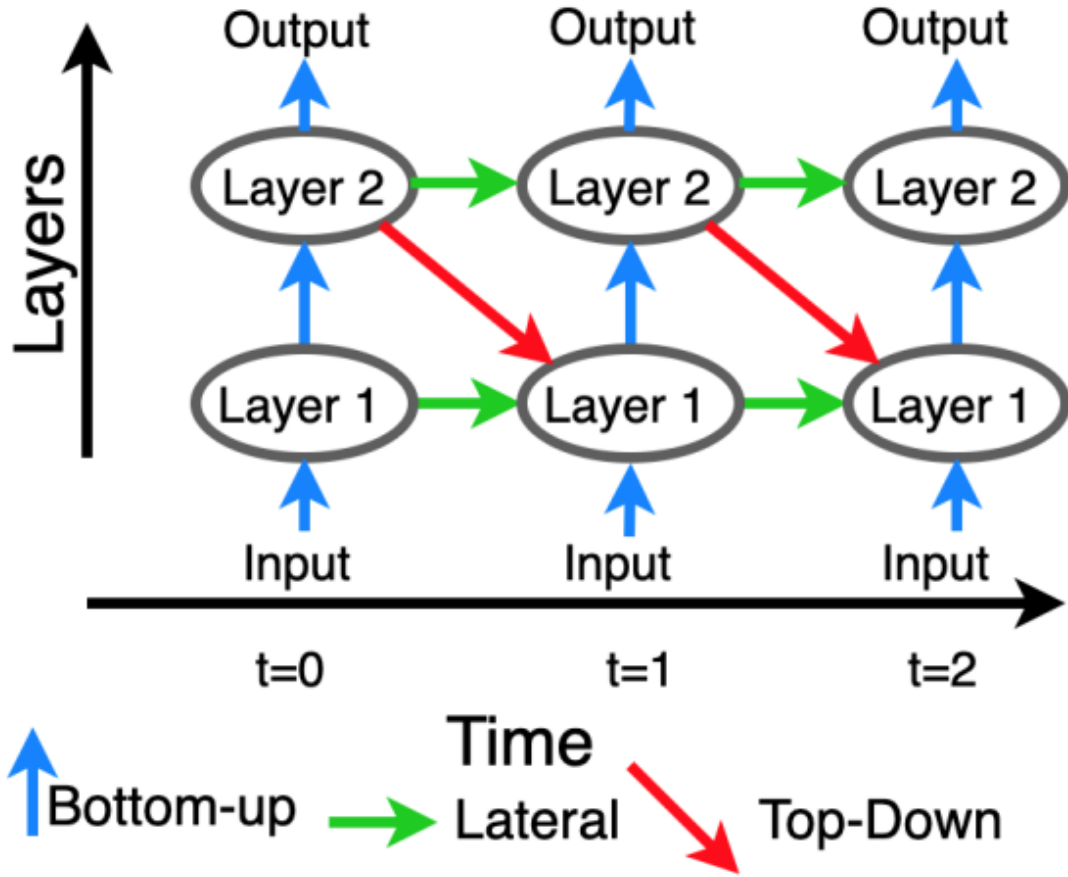 Output Output Output
Layers
Layer 2 Layer 2 Layer 2
Layer 1 Layer 1 Layer 1
Input Input Input
t=0 t=1 t=2
Time
Bottom-up Lateral Top-Down